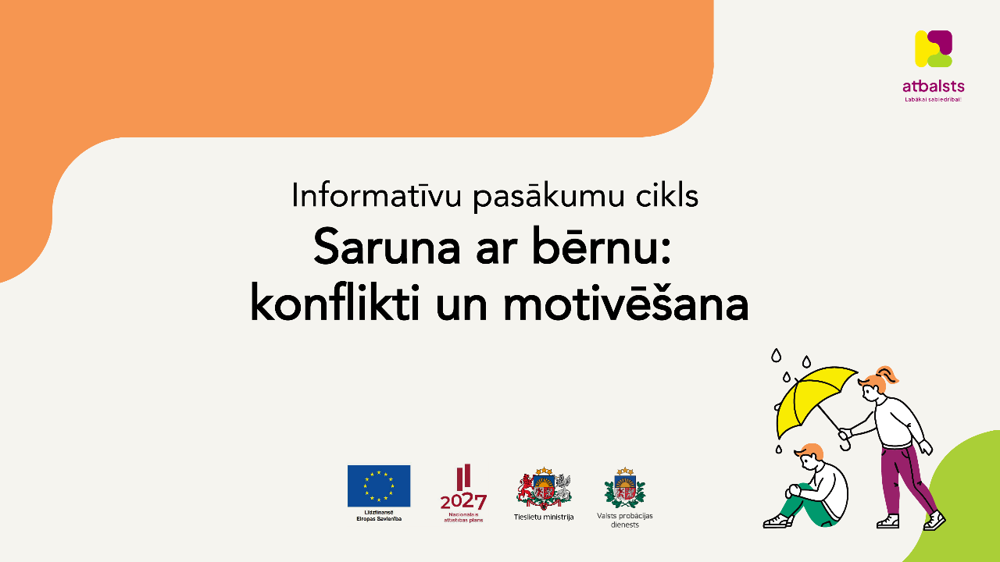 atbalsts
Labākai sabiedrībai!
Informatīvu pasākumu cikls
Saruna ar bērnu:
konflikti un motivēšana
Līdzfinansē
Eiropas Savienība
2027
Nacionālais
attīstības plāns
Tieslietu ministrija
Valsts probācijas
dienests